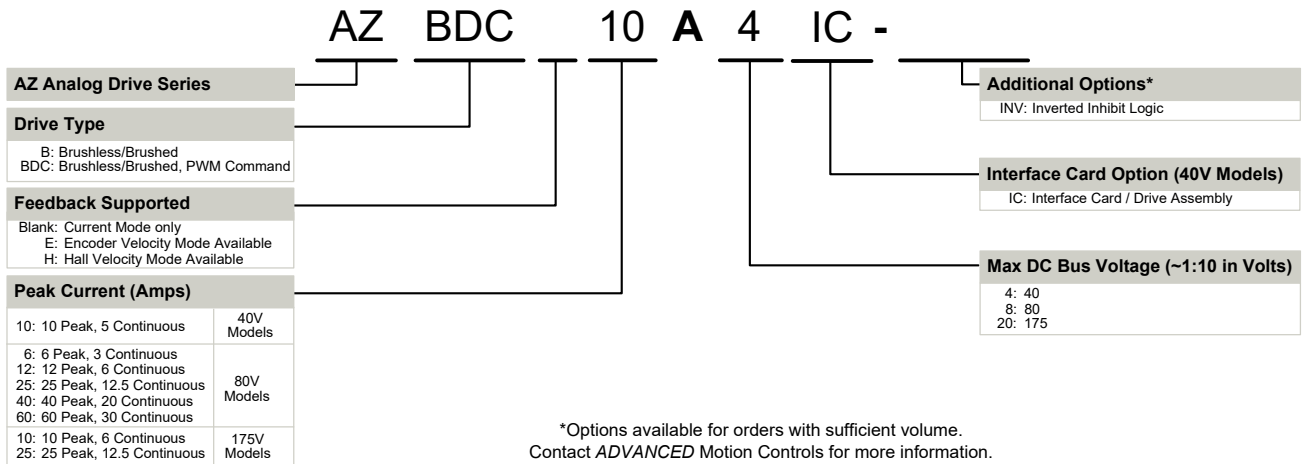 AZ BDC 10 A 4 IC -
AZ Analog Drive Series
Drive Type
B: Brushless/Brushed
BDC: Brushless/Brushed, PWM Command
Feedback Supported
Blank: Current Mode only
E: Encoder Velocity Mode Available
H: Hall Velocity Mode Available
Peak Current (Amps)
10: 10 Peak, 5 Continuous
40V
Models
6: 6 Peak, 3 Continuous
12: 12 Peak, 6 Continuous
25: 25 Peak, 12.5 Continuous
40: 40 Peak, 20 Continuous
60: 60 Peak, 30 Continuous
80V
Models
10: 10 Peak, 6 Continuous
25: 25 Peak, 12.5 Continuous
175V
Models
Additional Options*
INV: Inverted Inhibit Logic
Interface Card Option (40V Models)
IC: Interface Card / Drive Assembly
Max DC Bus Voltage (~1:10 in Volts)
4: 40
8: 80
20: 175
*Options available for orders with sufficient volume.
Contact ADVANCED Motion Controls for more information.